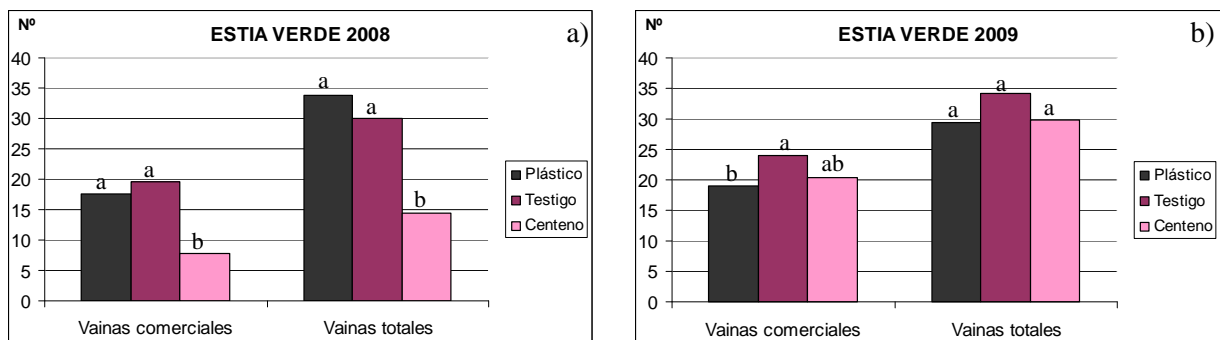 Nº
ESTIA VERDE 2008
a)
40
35
30
25
20
15
10
5
0
a
a
b
a
a
b
Vainas comerciales
Vainas totales
Plástico
Testigo
Centeno
Nº
ESTIA VERDE 2009
b)
40
35
30
25
20
15
10
5
0
b
a
ab
a
a
a
Vainas comerciales
Vainas totales
Plástico
Testigo
Centeno